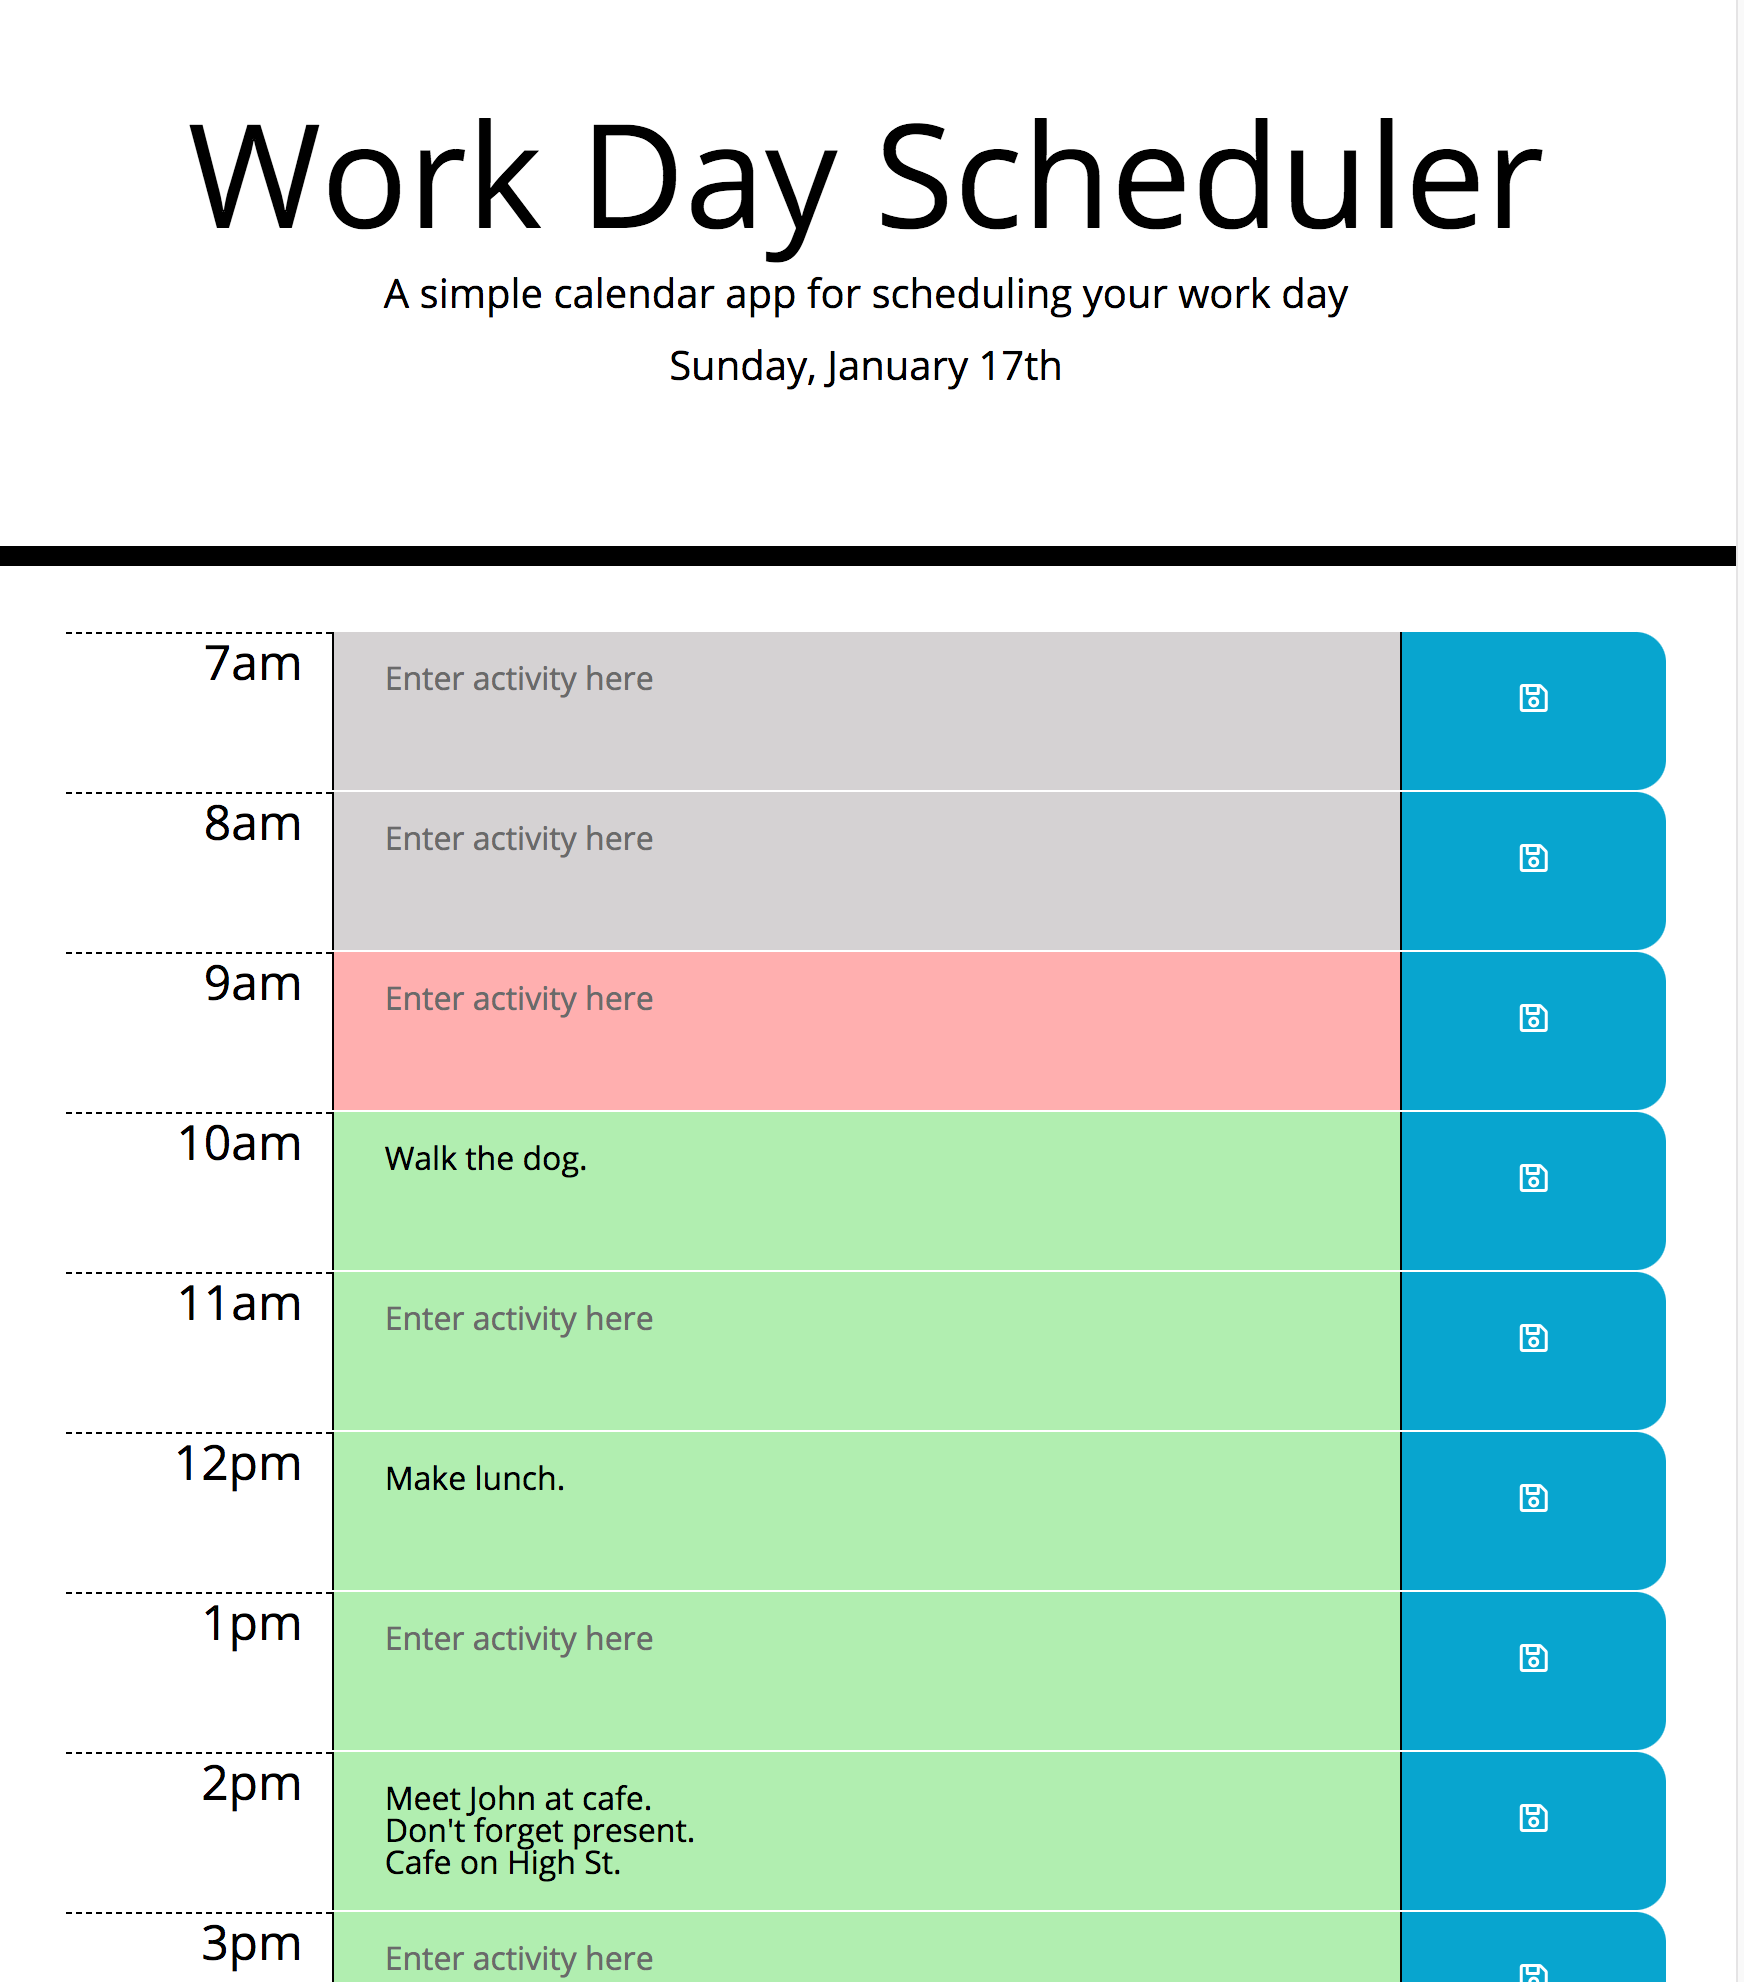 Work Day Scheduler
A simple calendar app for scheduling your work day
Sunday, January 17th
7am
Enter activity here
8am
Enter activity here
9am
Enter activity here
10am
Walk the dog.
11am
Enter activity here
12pm
Make lunch.
1pm
Enter activity here
2pm
Meet John at cafe.
Don't forget present.
Cafe on High St.
3pm
Enter activity here